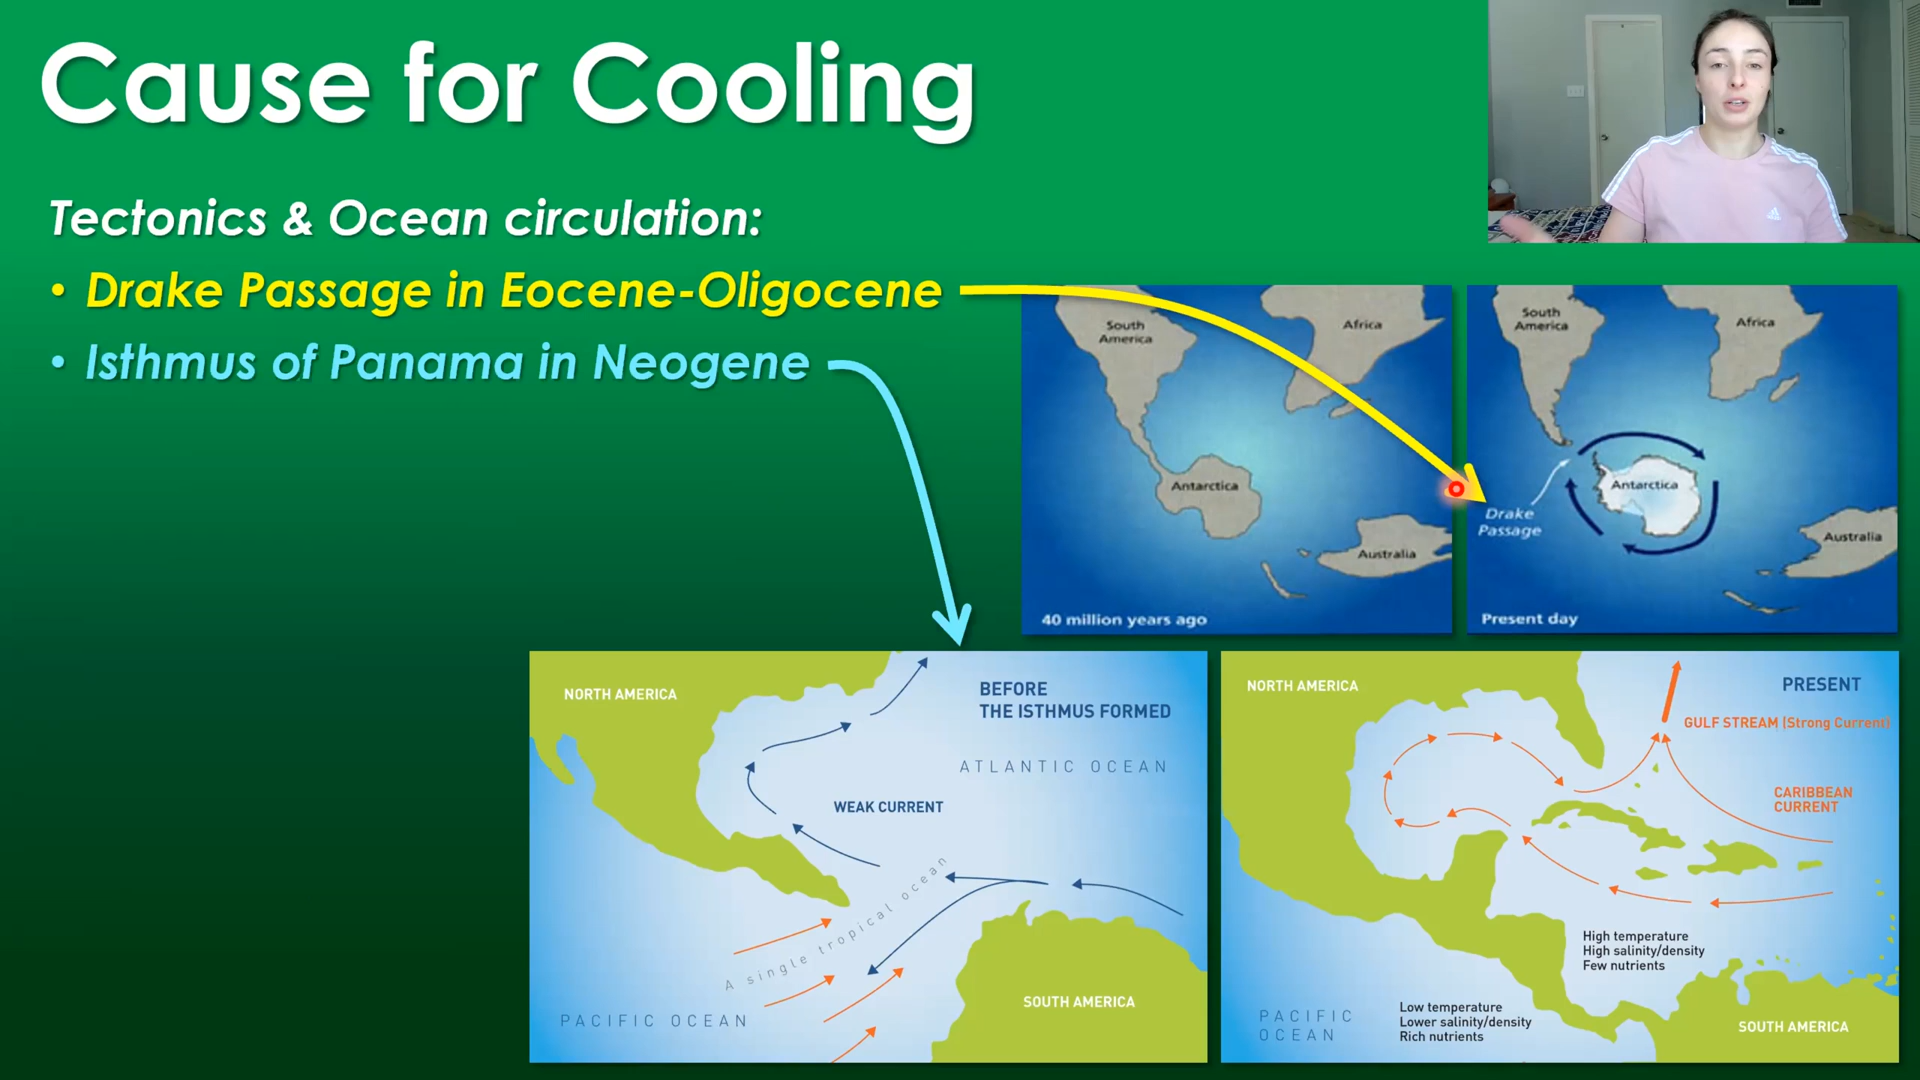 Cause for Cooling
Tectonics & Ocean circulation:
• Drake Passage in Eocene-Oligocene
• Isthmus of Panama in Neogene
South
America
Africa
Antarctica
Australia
40 million years ago
South
America
Africa
Antarctica
Drake
Passage
Australia
Present day
NORTH AMERICA
BEFORE
THE ISTHMUS FORMED
ATLANTIC OCEAN
WEAK CURRENT
A single tropical ocean
PACIFIC OCEAN
SOUTH AMERICA
NORTH AMERICA
PRESENT
GULF STREAM (Strong Current)
CARIBBEAN
CURRENT
High temperature
High salinity/density
Few nutrients
Low temperature
Lower salinity/density
Rich nutrients
PACIFIC
OCEAN
SOUTH AMERICA
adidas